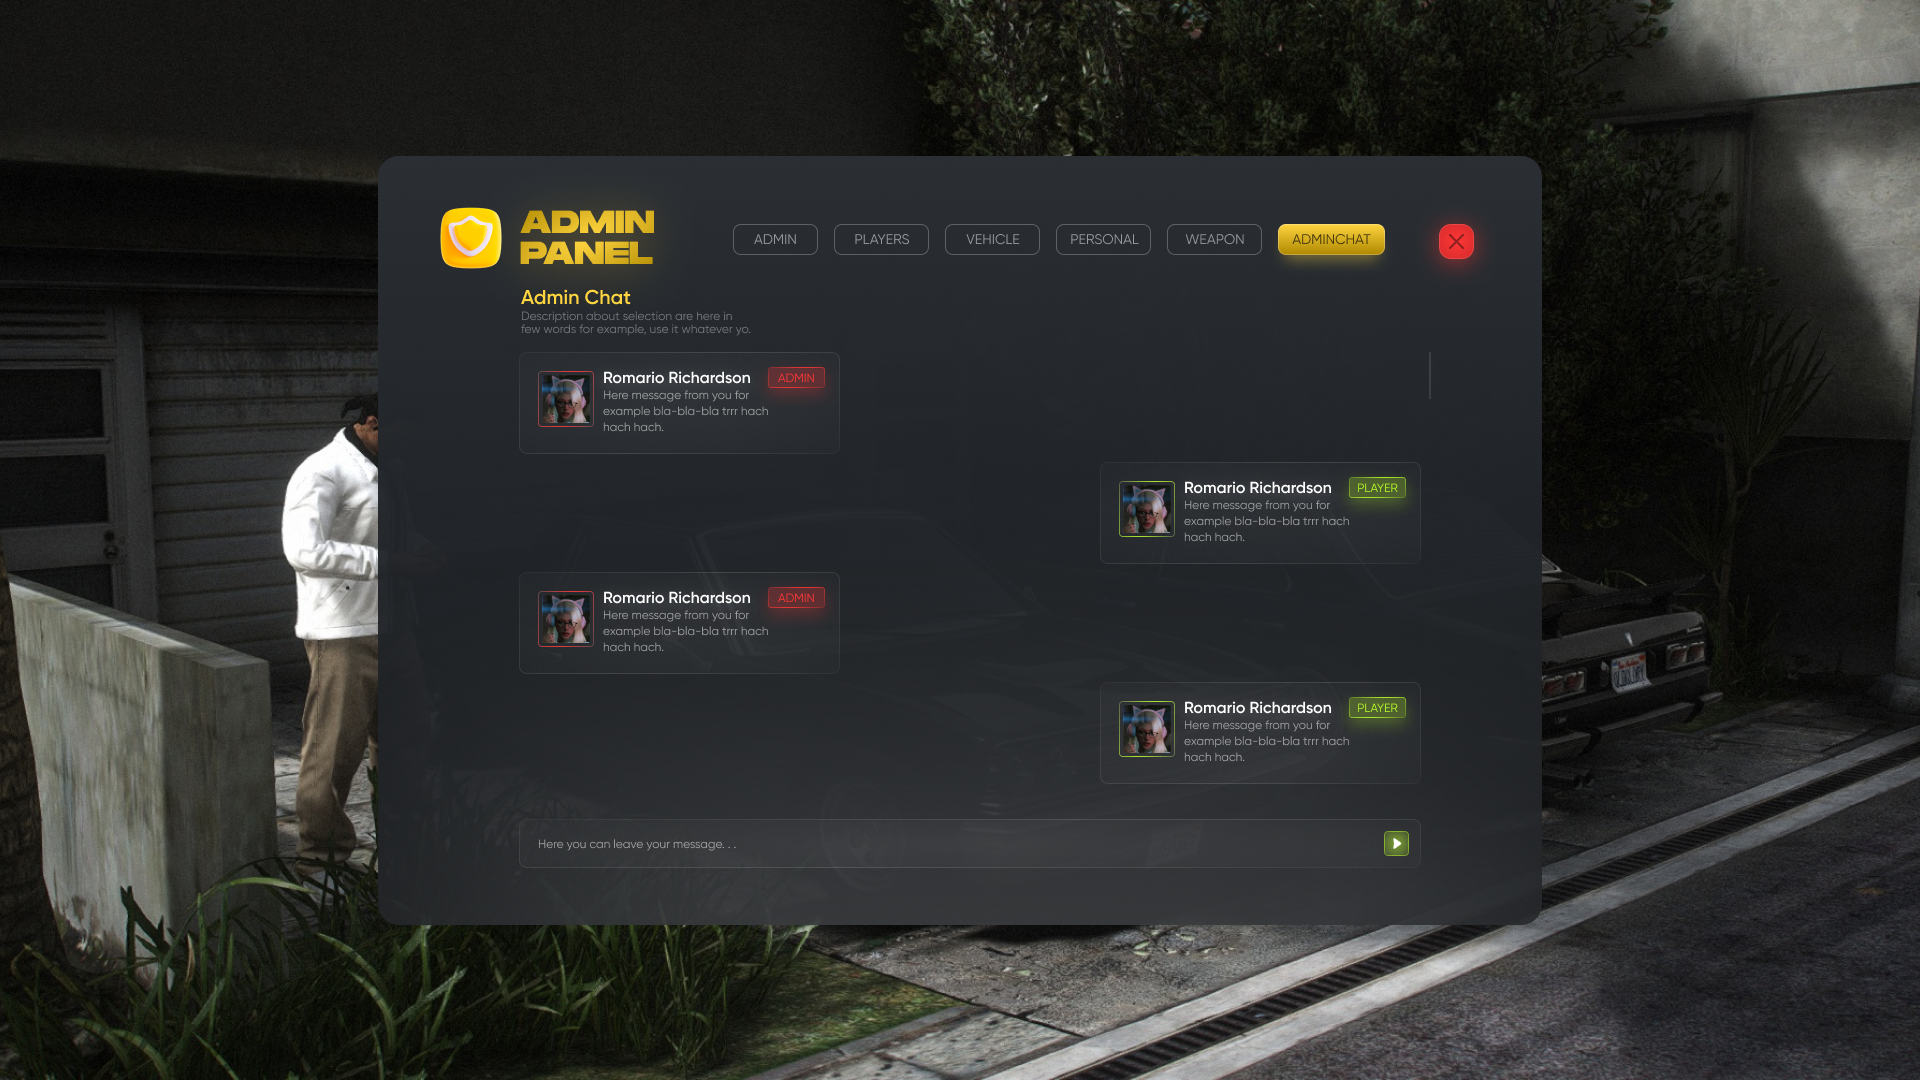 ADMIN
PANEL
ADMIN
PLAYERS
VEHICLE
PERSONAL
WEAPON
ADMINCHAT
Admin Chat
Description about selection are here in
few words for example, use it whatever yo.
Romario Richardson
ADMIN
Here message from you for
example bla-bla-bla trrr hach
hach hach.
Romario Richardson
PLAYER
Here message from you for
example bla-bla-bla trrr hach
hach hach.
Romario Richardson
ADMIN
Here message from you for
example bla-bla-bla trrr hach
hach hach.
Romario Richardson
PLAYER
Here message from you for
example bla-bla-bla trrr hach
hach hach.
Here you can leave your message. . .